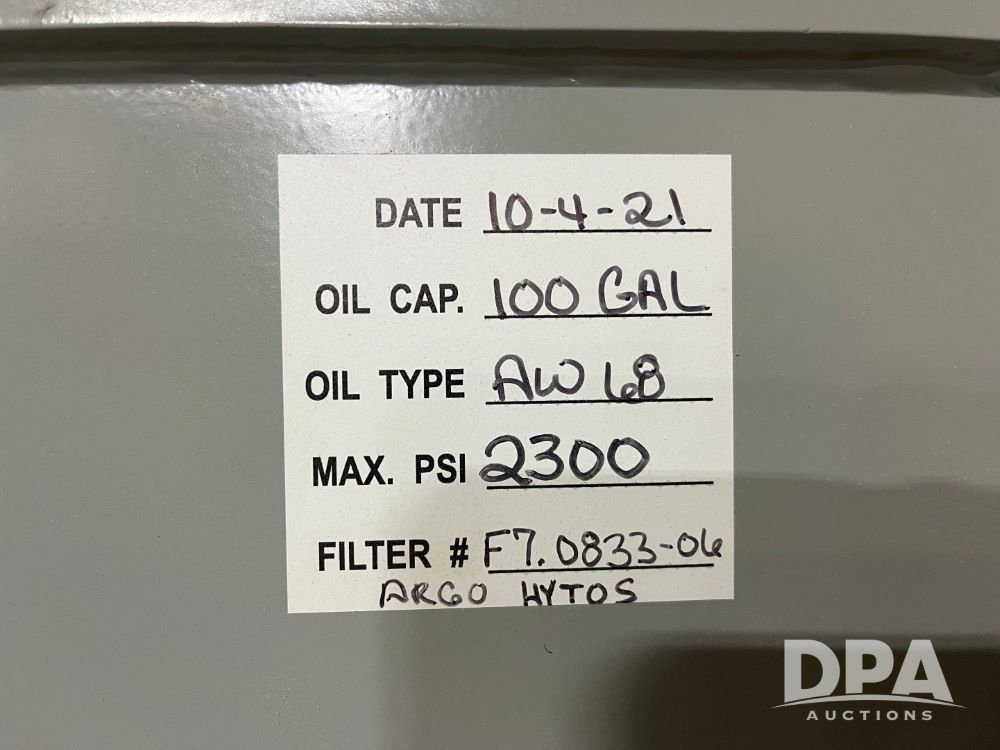 DATE 10-4-21
OIL CAP. 100 GAL
OIL TYPE AW 68
MAX. PSI 2300
FILTER # F7.0833-06
ARGO HYTOS
DPA
AUCTIONS